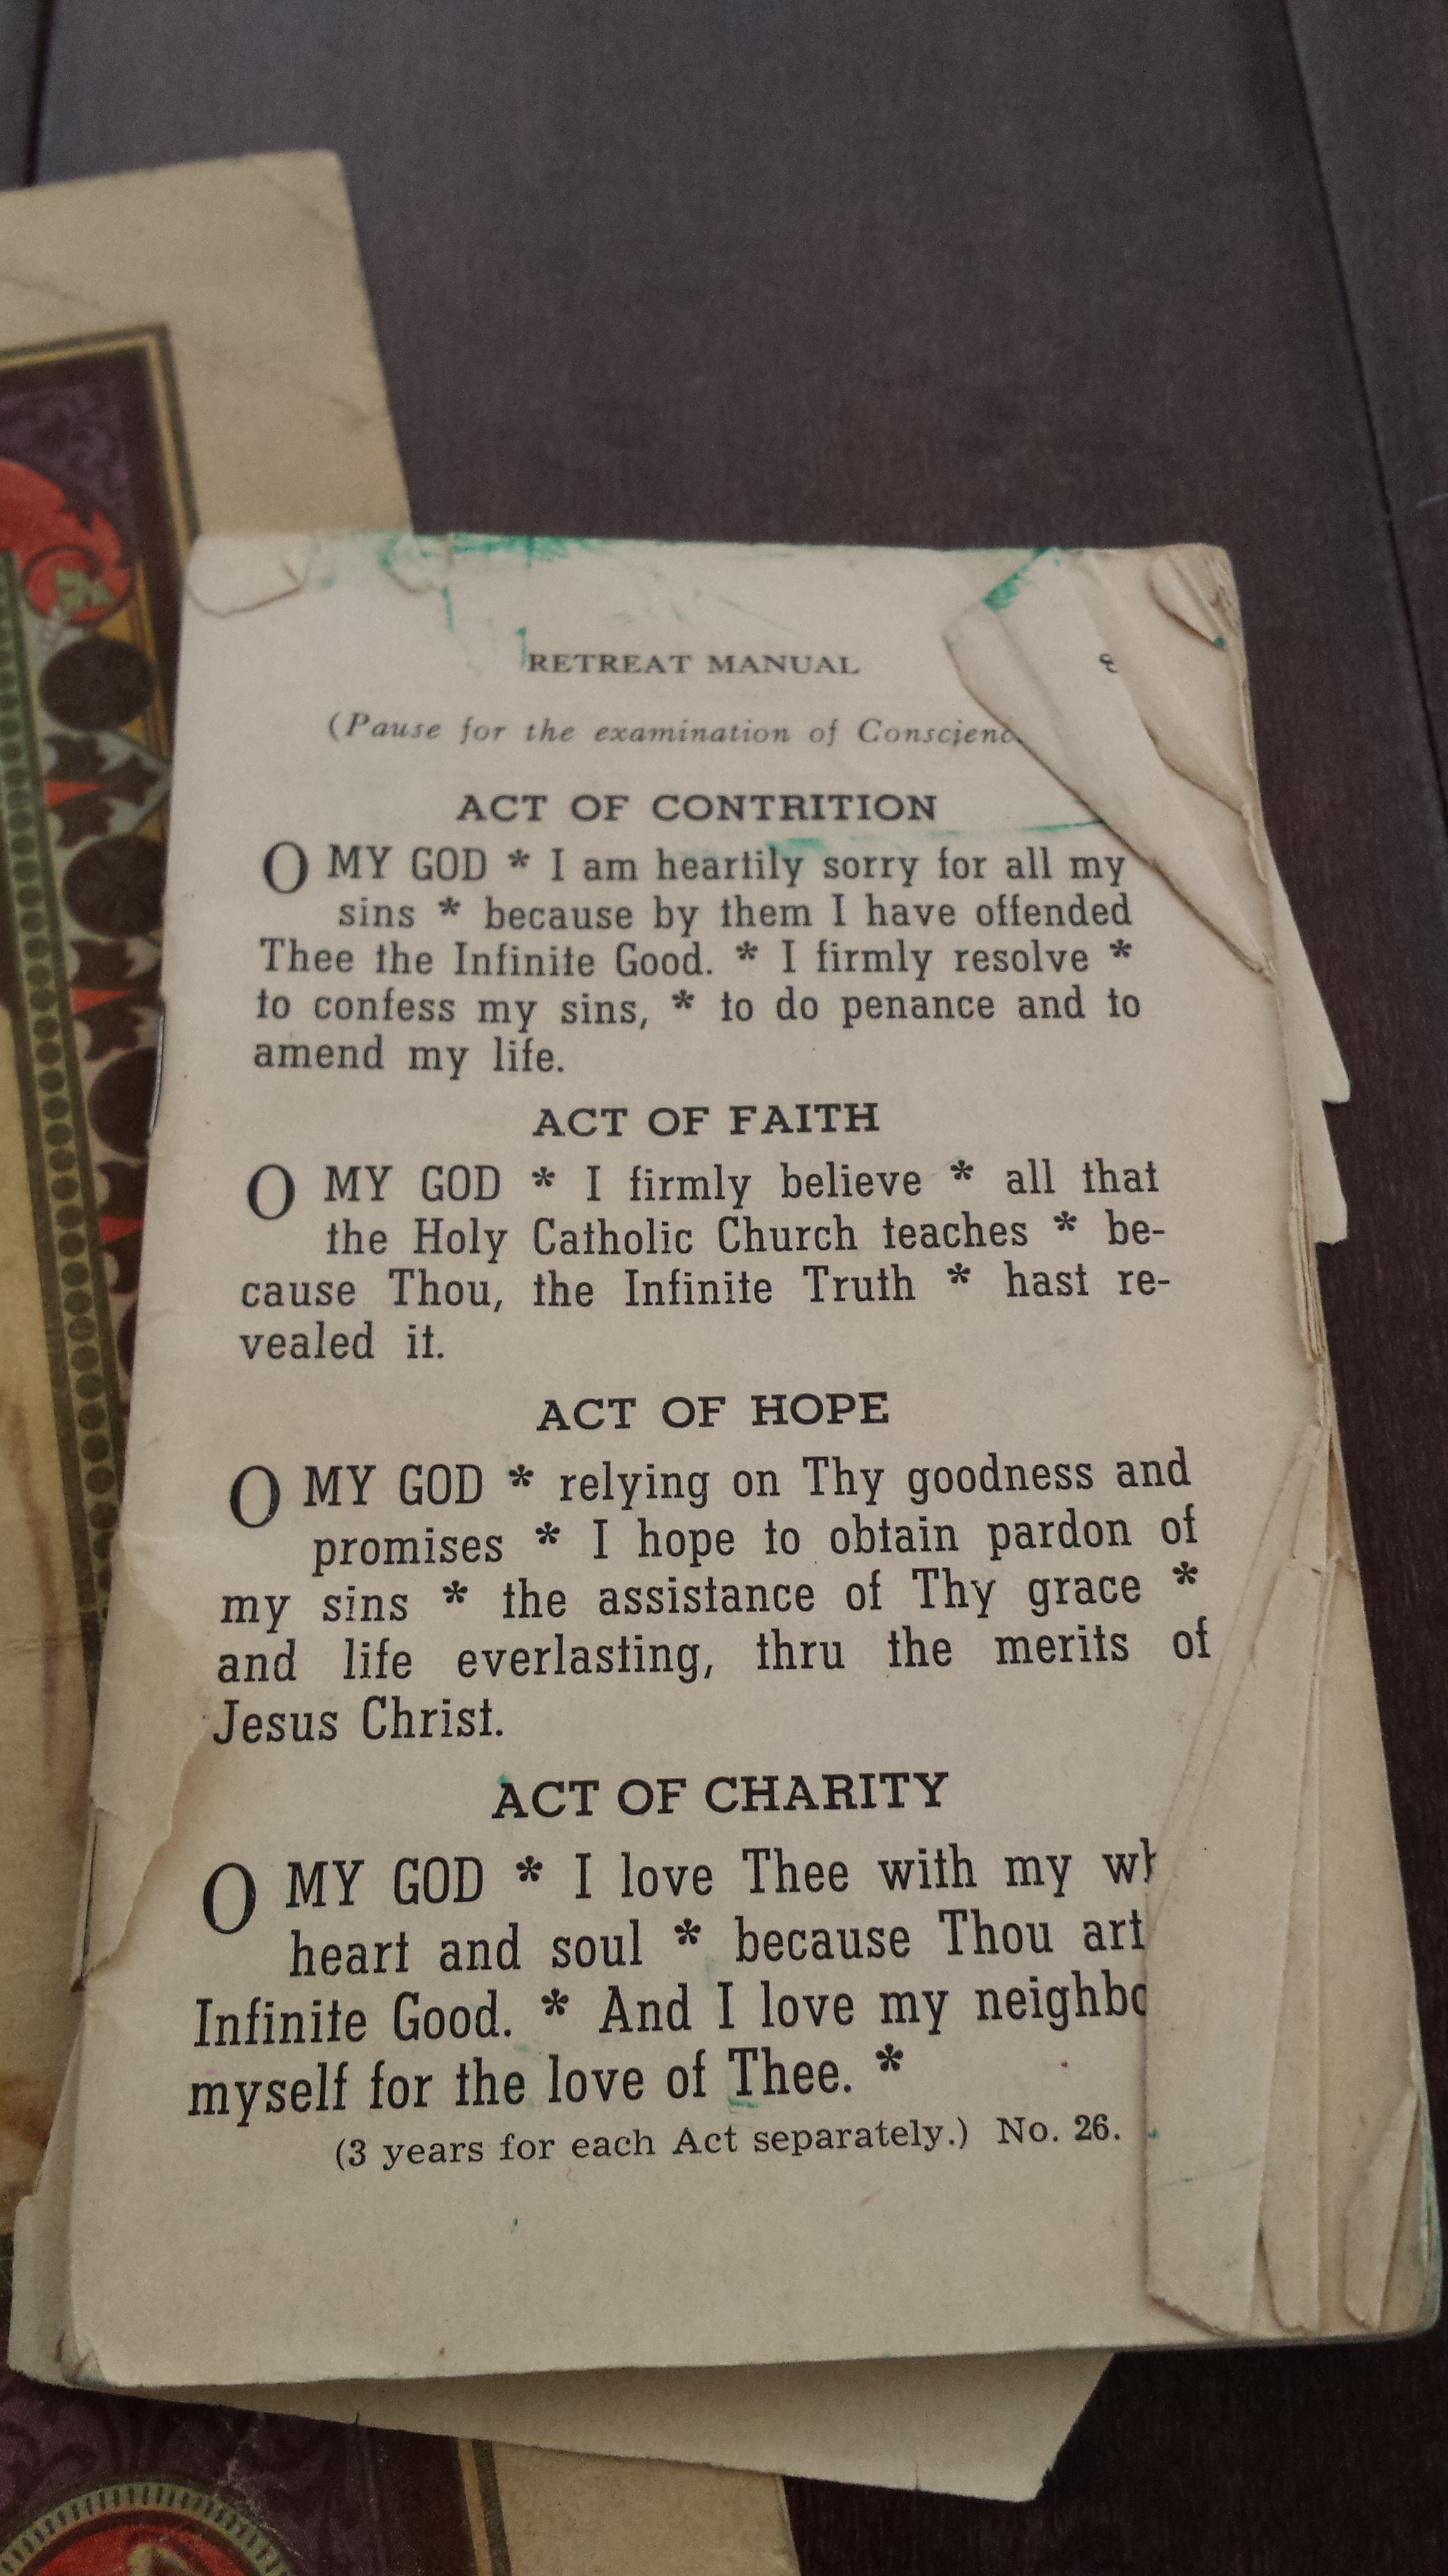 RETREAT MANUAL
(Pause for the examination of
ACT OF CONTRITION
O MY GOD * I am heartily sorry for all my
sins * because by them I have offended
Thee the Infinite Good. * I firmly resolve *
to confess my sins, * to do penance and to
amend my life.
ACT OF FAITH
O MY GOD * I firmly believe * all that
the Holy Catholic Church teaches * be-
cause Thou, the Infinite Truth * hast re-
vealed it.
ACT OF HOPE
O MY GOD * relying on Thy goodness and
promises * I hope to obtain pardon of
my sins * the assistance of Thy grace *
and life everlasting, thru the merits of
Jesus Christ.
ACT OF CHARITY
O MY GOD * I love Thee with my
heart and soul * because Thou art
Infinite Good. * And I love my
myself for the love of Thee. *
(3 years for each Act separately.) No. 26.